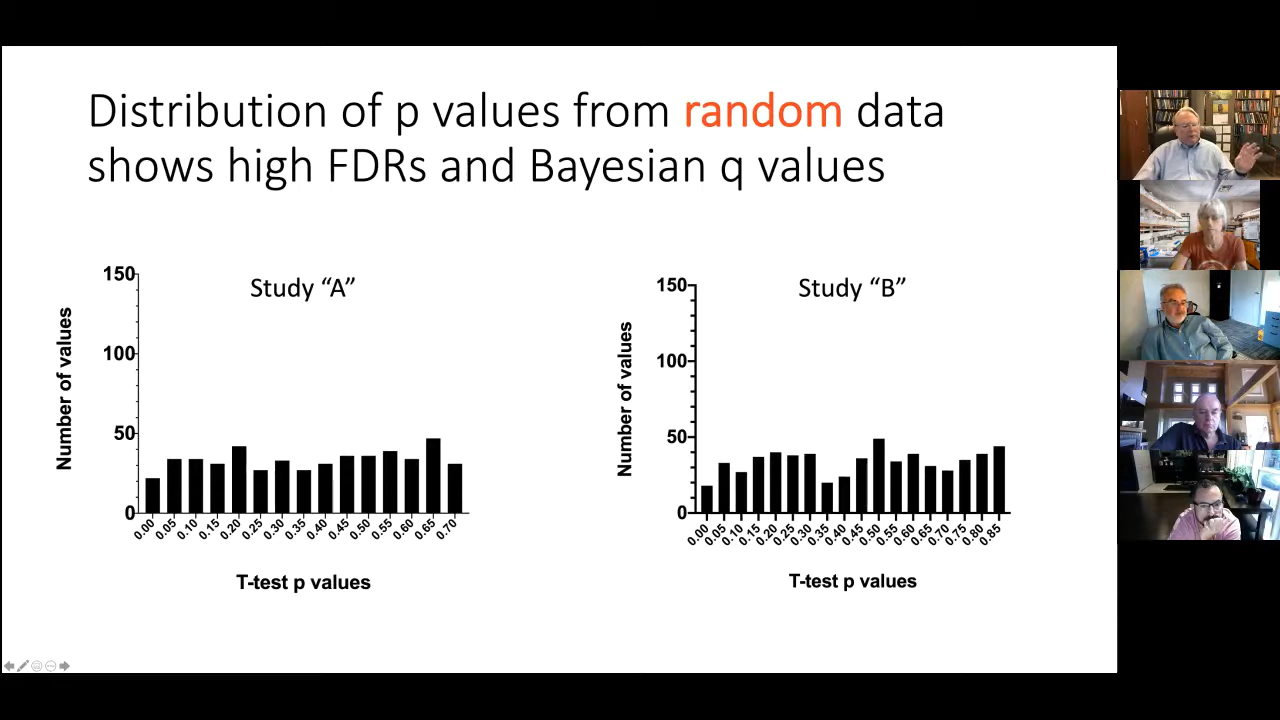 Distribution of p values from random data
shows high FDRs and Bayesian q values
Study “A”
Number of values
150
100
50
0
0.00 0.05 0.10 0.15 0.20 0.25 0.30 0.35 0.40 0.45 0.50 0.55 0.60 0.65 0.70
T-test p values
Study “B”
Number of values
150
100
50
0
0.00 0.05 0.10 0.15 0.20 0.25 0.30 0.35 0.40 0.45 0.50 0.55 0.60 0.65 0.70 0.75 0.80 0.85
T-test p values